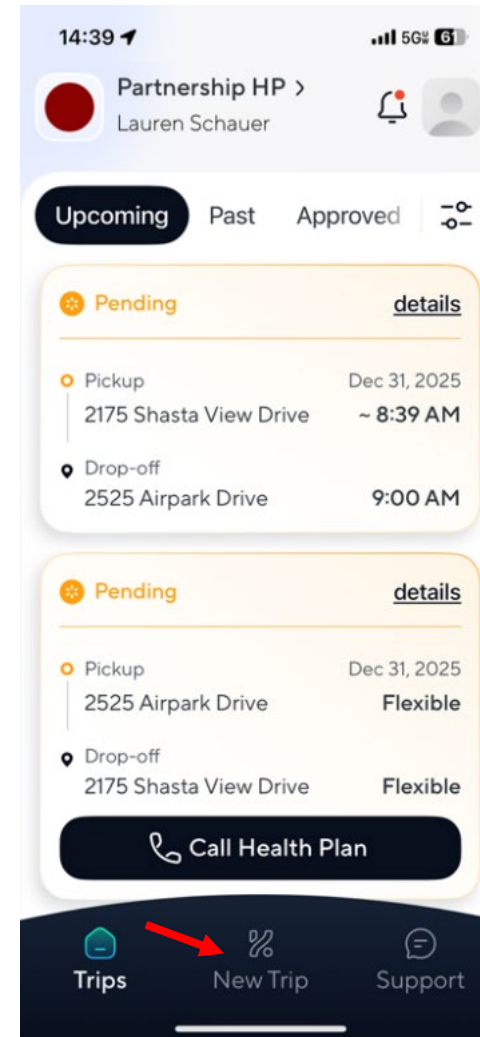 14:39
5G 61
Partnership HP >
Lauren Schauer
Upcoming Past Approved
Pending details
Pickup Dec 31, 2025
2175 Shasta View Drive ~ 8:39 AM
Drop-off
2525 Airpark Drive 9:00 AM
Pending details
Pickup Dec 31, 2025
2525 Airpark Drive Flexible
Drop-off
2175 Shasta View Drive Flexible
Call Health Plan
Trips New Trip Support